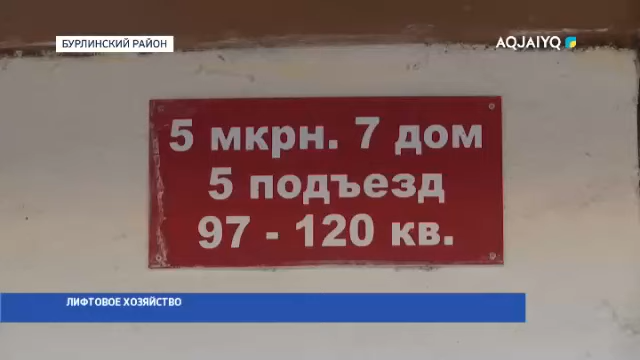 БУРЛИНСКИЙ РАЙОН
AQJAIYQ
5 мкрн. 7 дом
5 подъезд
97 - 120 кв.
ЛИФТОВОЕ ХОЗЯЙСТВО